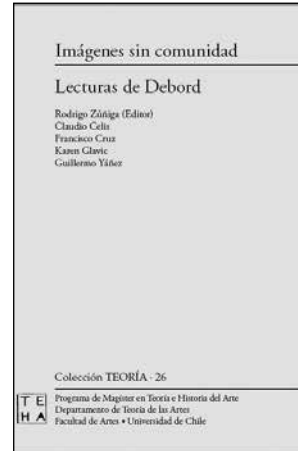 Imágenes sin comunidad
Lecturas de Debord
Rodrigo Zúñiga (Editor)
Claudio Celis
Francisco Cruz
Karen Glavic
Guillermo Yáñez
Colección TEORÍA · 26
T E
H A
Programa de Magíster en Teoría e Historia del Arte
Departamento de Teoría de las Artes
Facultad de Artes • Universidad de Chile